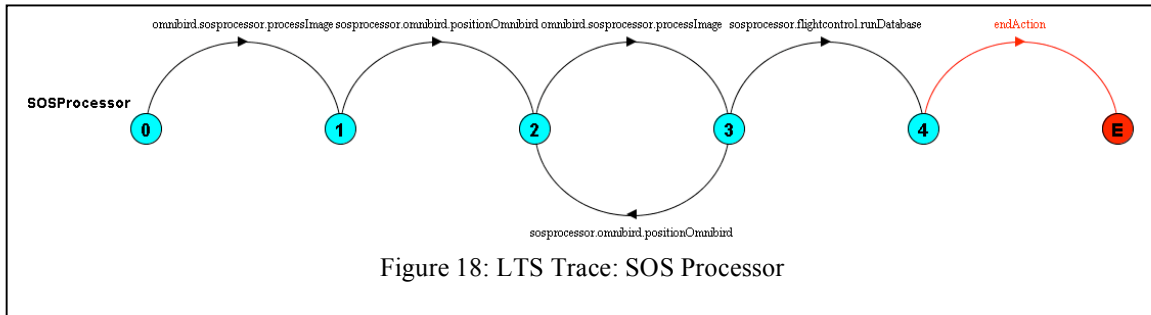 omnibird.sosprocessor.processImage sosprocessor.omnibird.positionOmnibird omnibird.sosprocessor.processImage sosprocessor.flightcontrol.runDatabase endAction
SOSProcessor 0 1 2 3 4 E
sosprocessor.omnibird.positionOmnibird
Figure 18: LTS Trace: SOS Processor